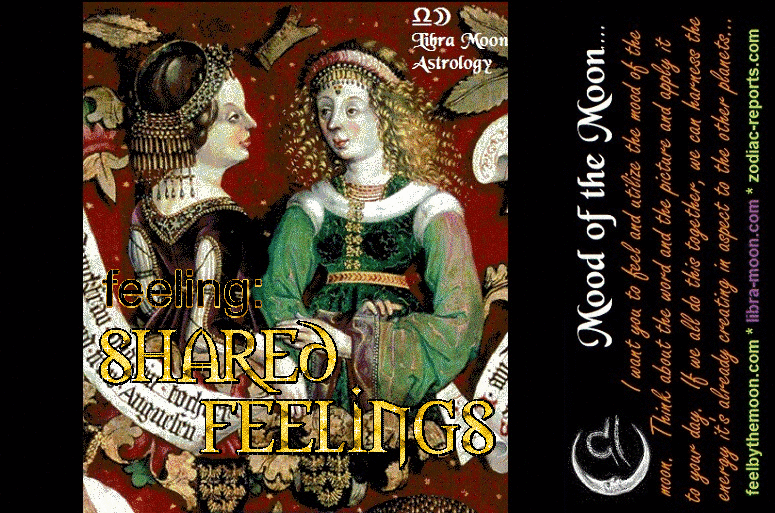 ♎☽
Libra Moon
Astrology
feeling:
SHARED
FEELINGS
Augusten
Mood of the Moon....
I want you to feel and utilize the mood of the
moon. Think about the word and the picture and apply it
to your day. If we all do this together, we can harness the
energy it's already creating in aspect to the other planets...
feelbythemoon.com * libra-moon.com * zodiac-reports.com